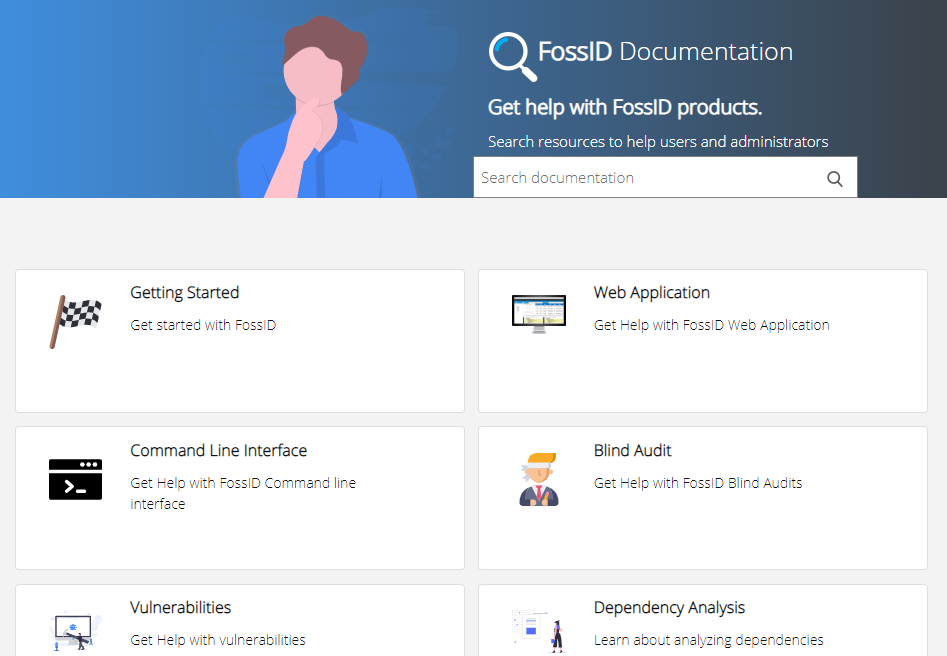 FossID Documentation
Get help with FossID products.
Search resources to help users and administrators
Search documentation
Getting Started
Get started with FossID
Web Application
Get Help with FossID Web Application
Command Line Interface
Get Help with FossID Command line
interface
Blind Audit
Get Help with FossID Blind Audits
Vulnerabilities
Get Help with vulnerabilities
Dependency Analysis
Learn about analyzing dependencies